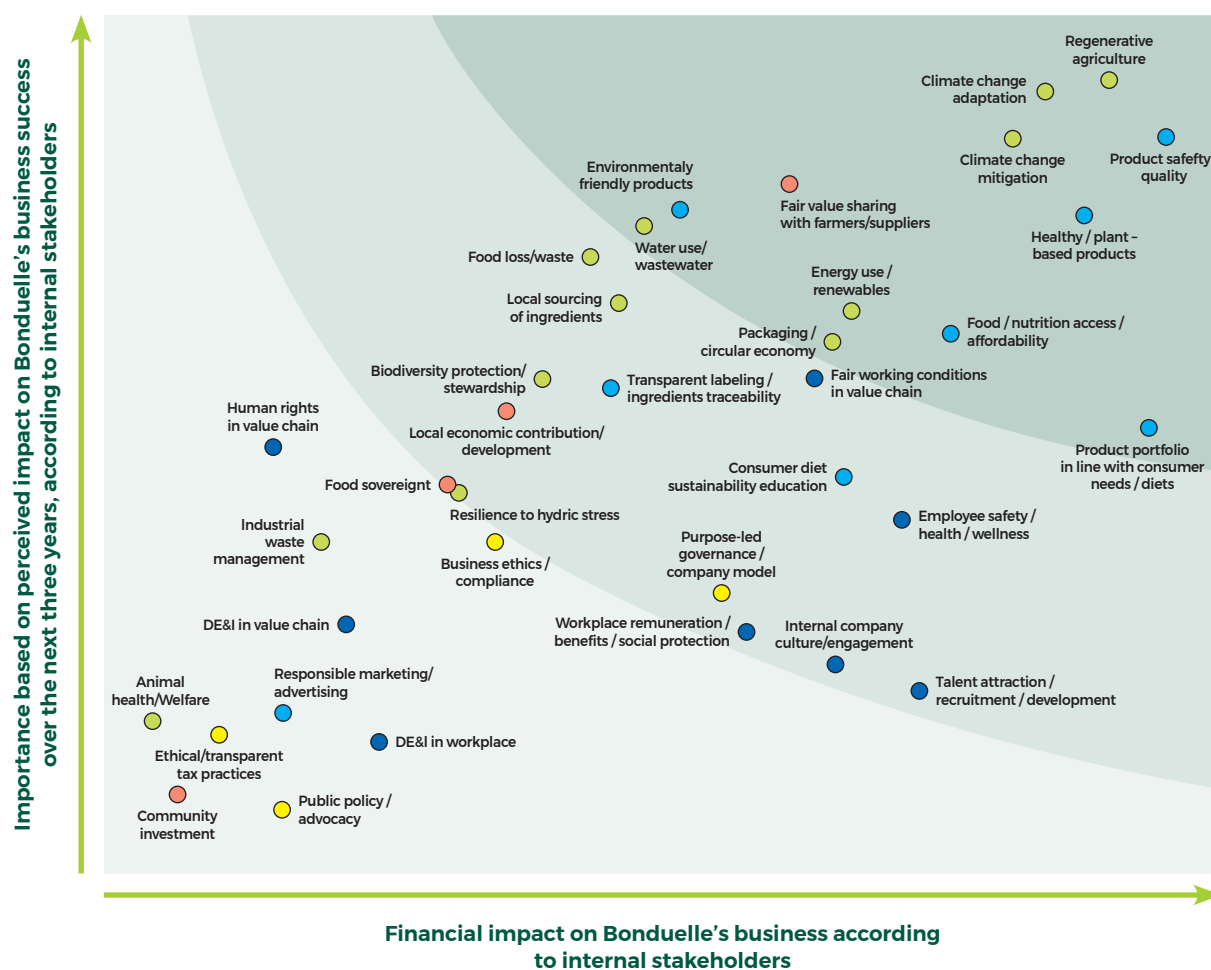 Importance based on perceived impact on Bonduelle’s business success
over the next three years, according to internal stakeholders
Regenerative
agriculture
Climate change
adaptation
Climate change
mitigation
Product safifty
quality
Environmentaly
friendly products
Fair value sharing
with farmers/suppliers
Healthy / plant –
based products
Water use/
wastewater
Food loss/waste
Energy use /
renewables
Local sourcing
of ingredients
Food / nutrition access /
affordability
Packaging /
circular economy
Biodiversity protection/
stewardship
Transparent labeling /
ingredients traceability
Fair working conditions
in value chain
Human rights
in value chain
Local economic contribution/
development
Product portfolio
in line with consumer
needs / diets
Consumer diet
sustainability education
Food sovereignt
Resilience to hydric stress
Employee safety /
health / wellness
Industrial
waste
management
Business ethics /
compliance
Purpose-led
governance /
company model
DE&I in value chain
Workplace remuneration /
benefits / social protection
Internal company
culture/engagement
Talent attraction /
recruitment / development
Responsible marketing/
advertising
Animal
health/Welfare
Ethical/transparent
tax practices
DE&I in workplace
Community
investment
Public policy /
advocacy
Financial impact on Bonduelle’s business according
to internal stakeholders